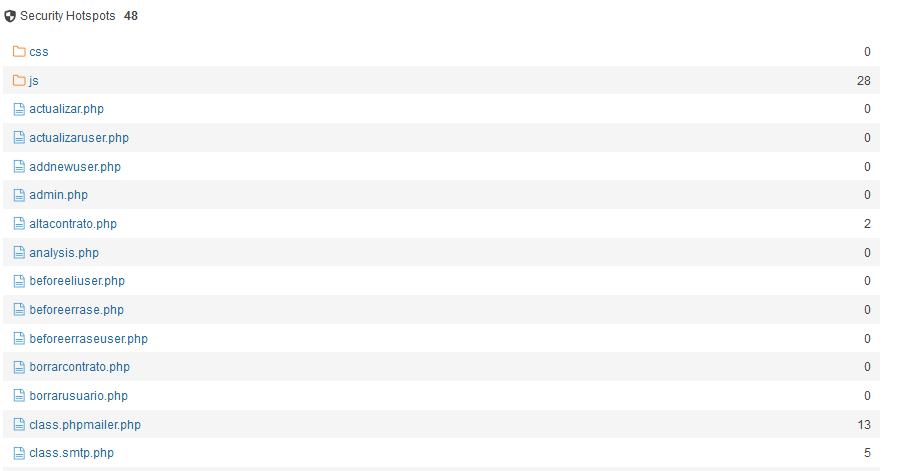 Security Hotspots 48
css 0
js 28
actualizar.php 0
actualizaruser.php 0
addnewuser.php 0
admin.php 0
altacontrato.php 2
analysis.php 0
beforeeliuser.php 0
beforeerrase.php 0
beforeerraseuser.php 0
borrarcontrato.php 0
borrarusuario.php 0
class.phpmailer.php 13
class.smtp.php 5